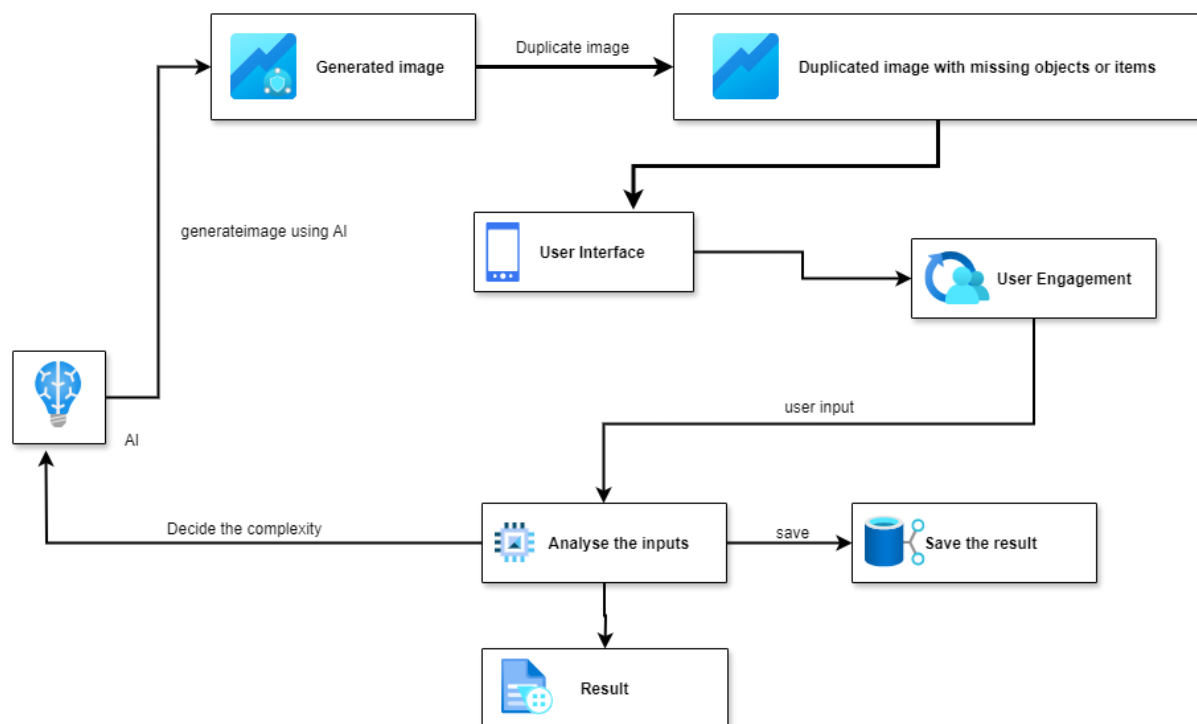 Generated image
Duplicate image
Duplicated image with missing objects or items
generateimage using AI
User Interface
User Engagement
AI
user input
Decide the complexity
Analyse the inputs
save
Save the result
Result